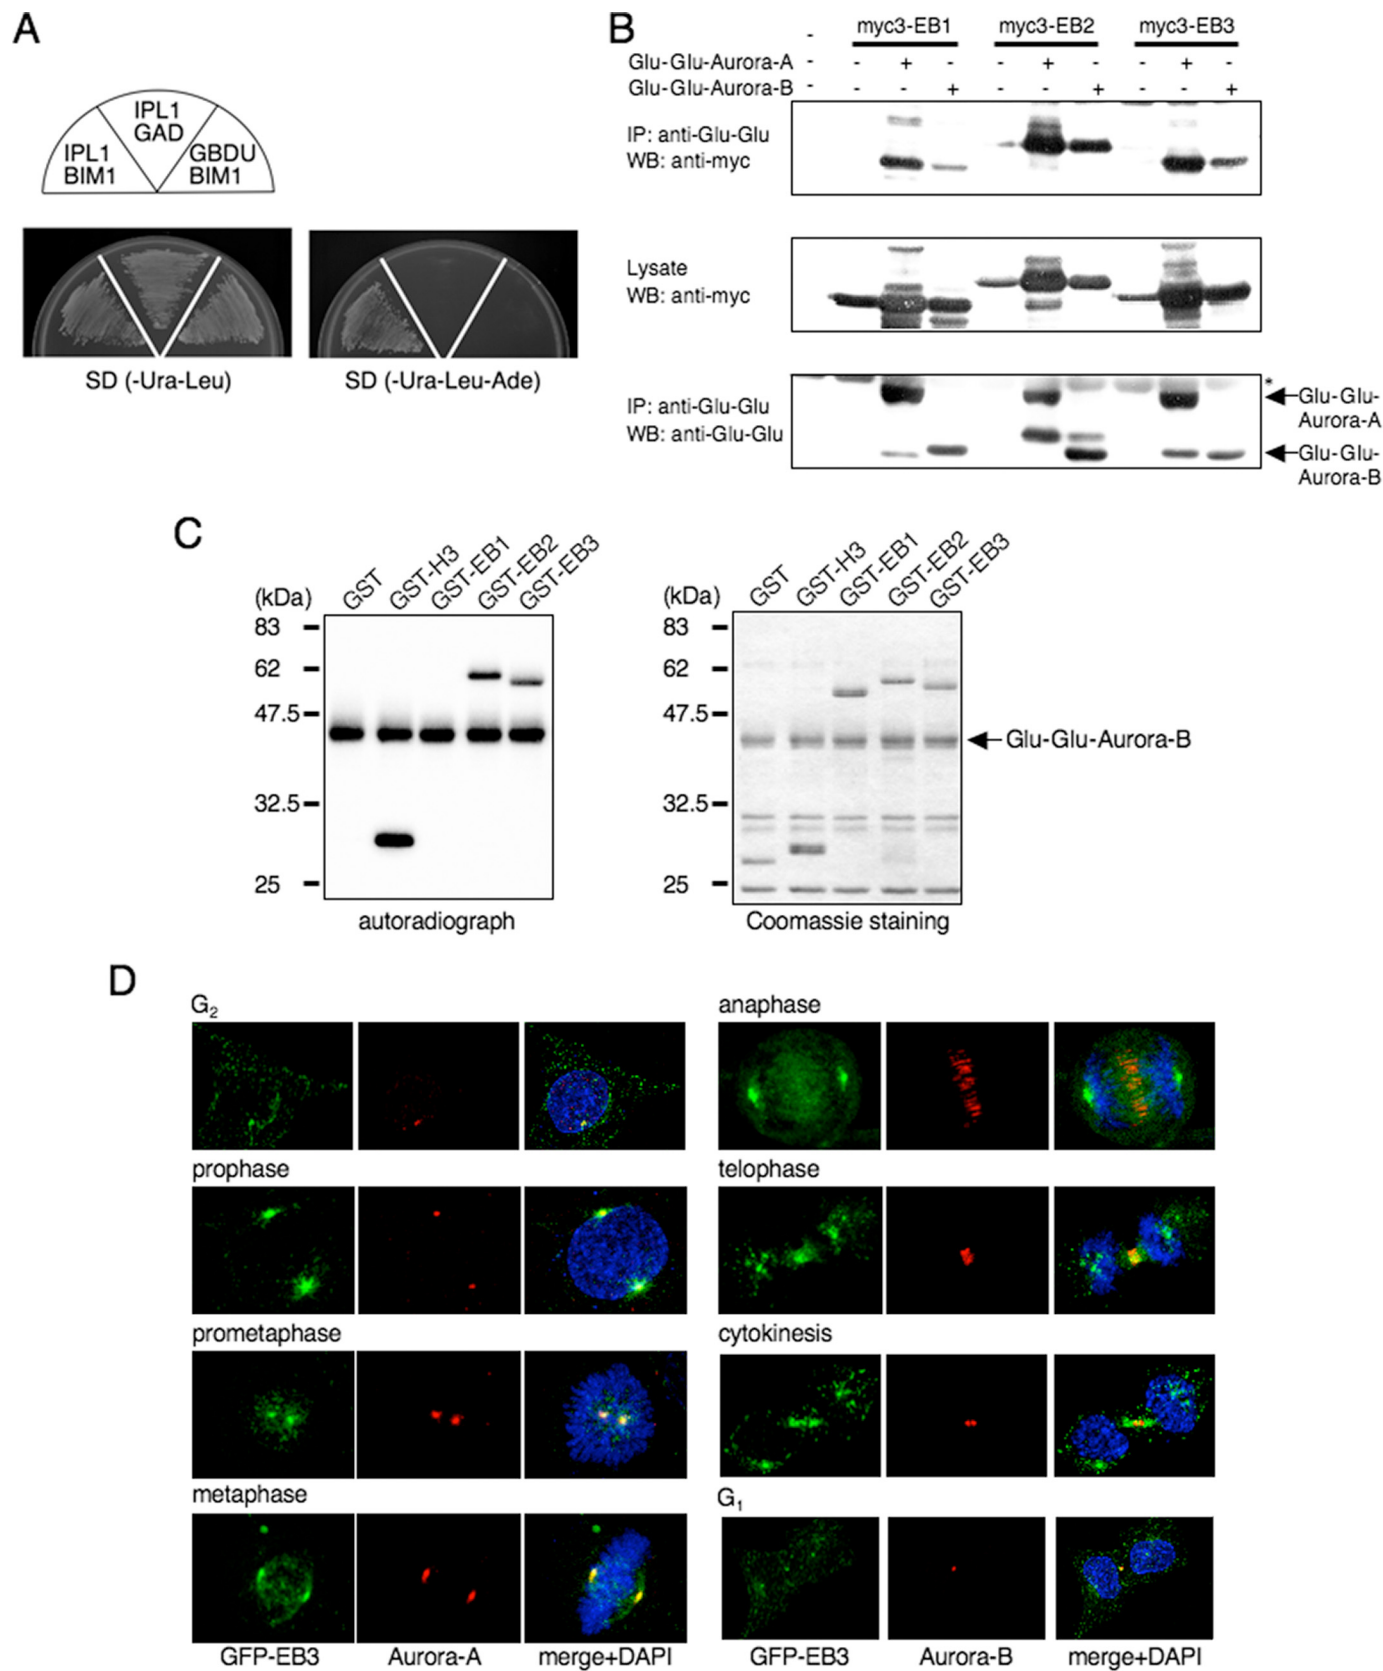 A
IPL1
GAD
IPL1
BIM1
GBDU
BIM1
SD (-Ura-Leu)
SD (-Ura-Leu-Ade)
B
- myc3-EB1 myc3-EB2 myc3-EB3
Glu-Glu-Aurora-A - - + - - + - - + -
Glu-Glu-Aurora-B - - - + - - + - - +
IP: anti-Glu-Glu
WB: anti-myc
Lysate
WB: anti-myc
IP: anti-Glu-Glu
WB: anti-Glu-Glu
*
Glu-Glu-
Aurora-A
Glu-Glu-
Aurora-B
C
(kDa) GST GST-H3 GST-EB1 GST-EB2 GST-EB3
83
62
47.5
32.5
25
autoradiograph
(kDa) GST GST-H3 GST-EB1 GST-EB2 GST-EB3
83
62
47.5
Glu-Glu-Aurora-B
32.5
25
Coomassie staining
D
G2
prophase
prometaphase
metaphase
GFP-EB3 Aurora-A merge+DAPI
anaphase
telophase
cytokinesis
G1
GFP-EB3 Aurora-B merge+DAPI